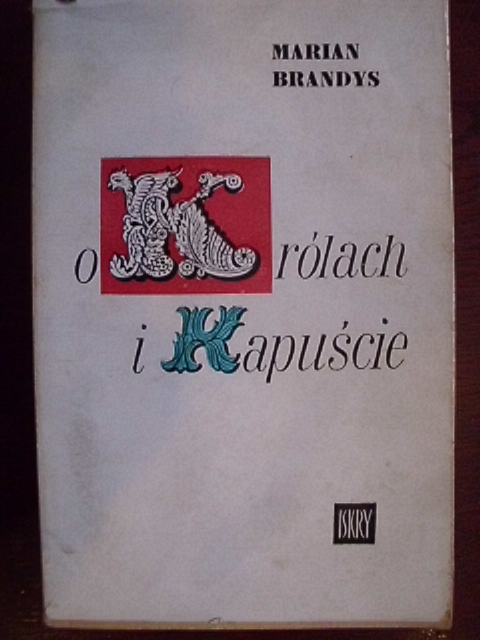 MARIAN
BRANDYS
o Królach
i Kapuście
ISKRY